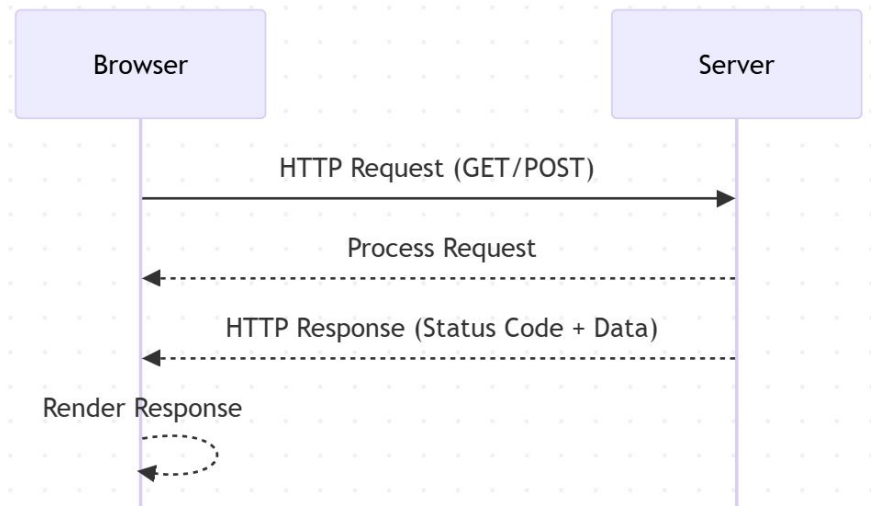 Browser
Server
HTTP Request (GET/POST)
Process Request
HTTP Response (Status Code + Data)
Render Response